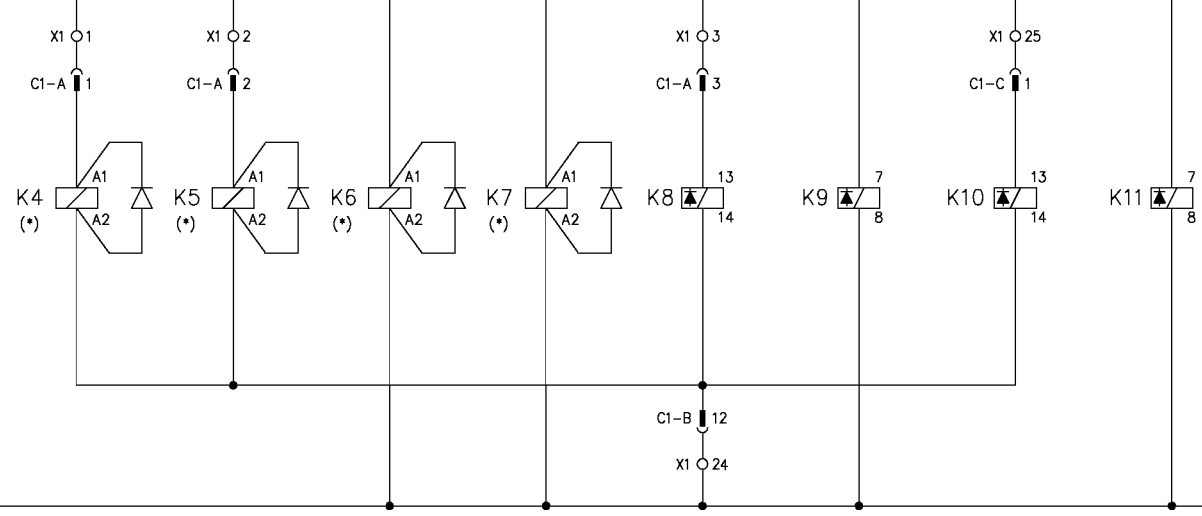 X1 1
X1 2
X1 3
X1 25
C1-A 1
C1-A 2
C1-A 3
C1-C 1
A1
A1
A1
A1
13
7
13
7
K4
K5
K6
K7
K8
K9
K10
K11
(*)
A2
(*)
A2
(*)
A2
(*)
A2
14
8
14
8
C1-B 12
X1 24